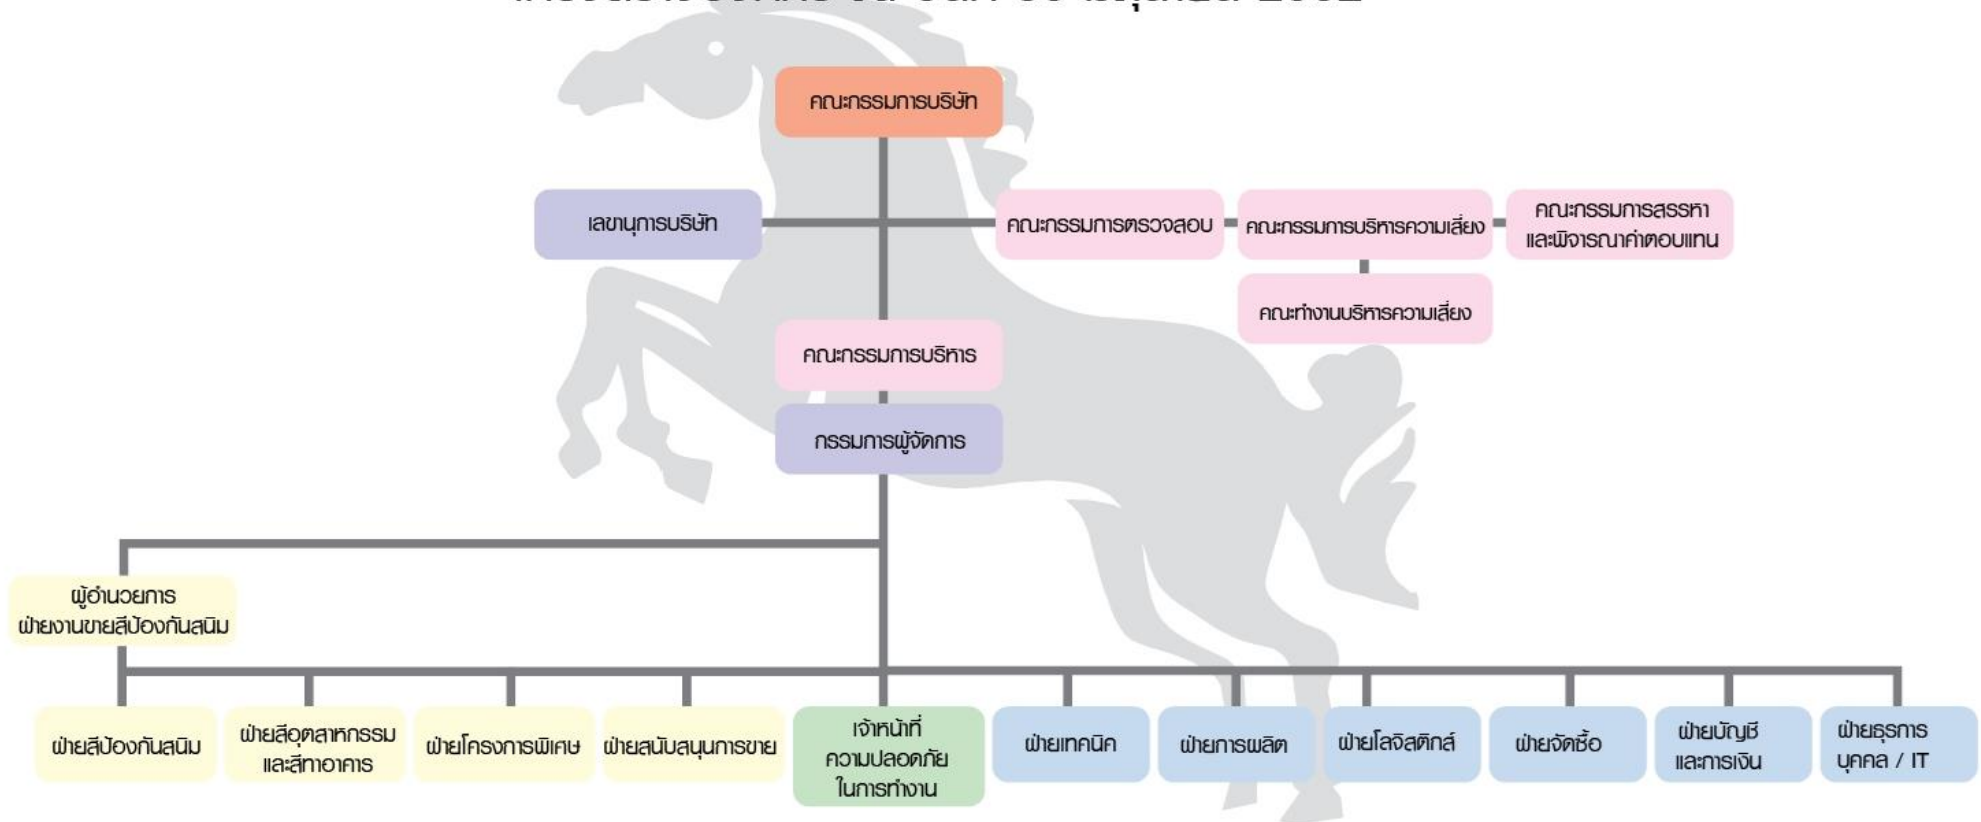 คณะกรรมการบริษัท
เลขานุการบริษัท
คณะกรรมการตรวจสอบ
คณะกรรมการบริหารความเสี่ยง
คณะกรรมการสรรหา
และพิจารณาค่าตอบแทน
คณะทำงานบริหารความเสี่ยง
คณะกรรมการบริหาร
กรรมการผู้จัดการ
ผู้อำนวยการ
ฝ่ายงานขายสีป้องกันสนิม
ฝ่ายสีป้องกันสนิม
ฝ่ายสีอุตสาหกรรม
และสีทาอาคาร
ฝ่ายโครงการพิเศษ
ฝ่ายสนับสนุนการขาย
เจ้าหน้าที่
ความปลอดภัย
ในการทำงาน
ฝ่ายเทคนิค
ฝ่ายการผลิต
ฝ่ายโลจิสติกส์
ฝ่ายจัดซื้อ
ฝ่ายบัญชี
และการเงิน
ฝ่ายธุรการ
บุคคล / IT